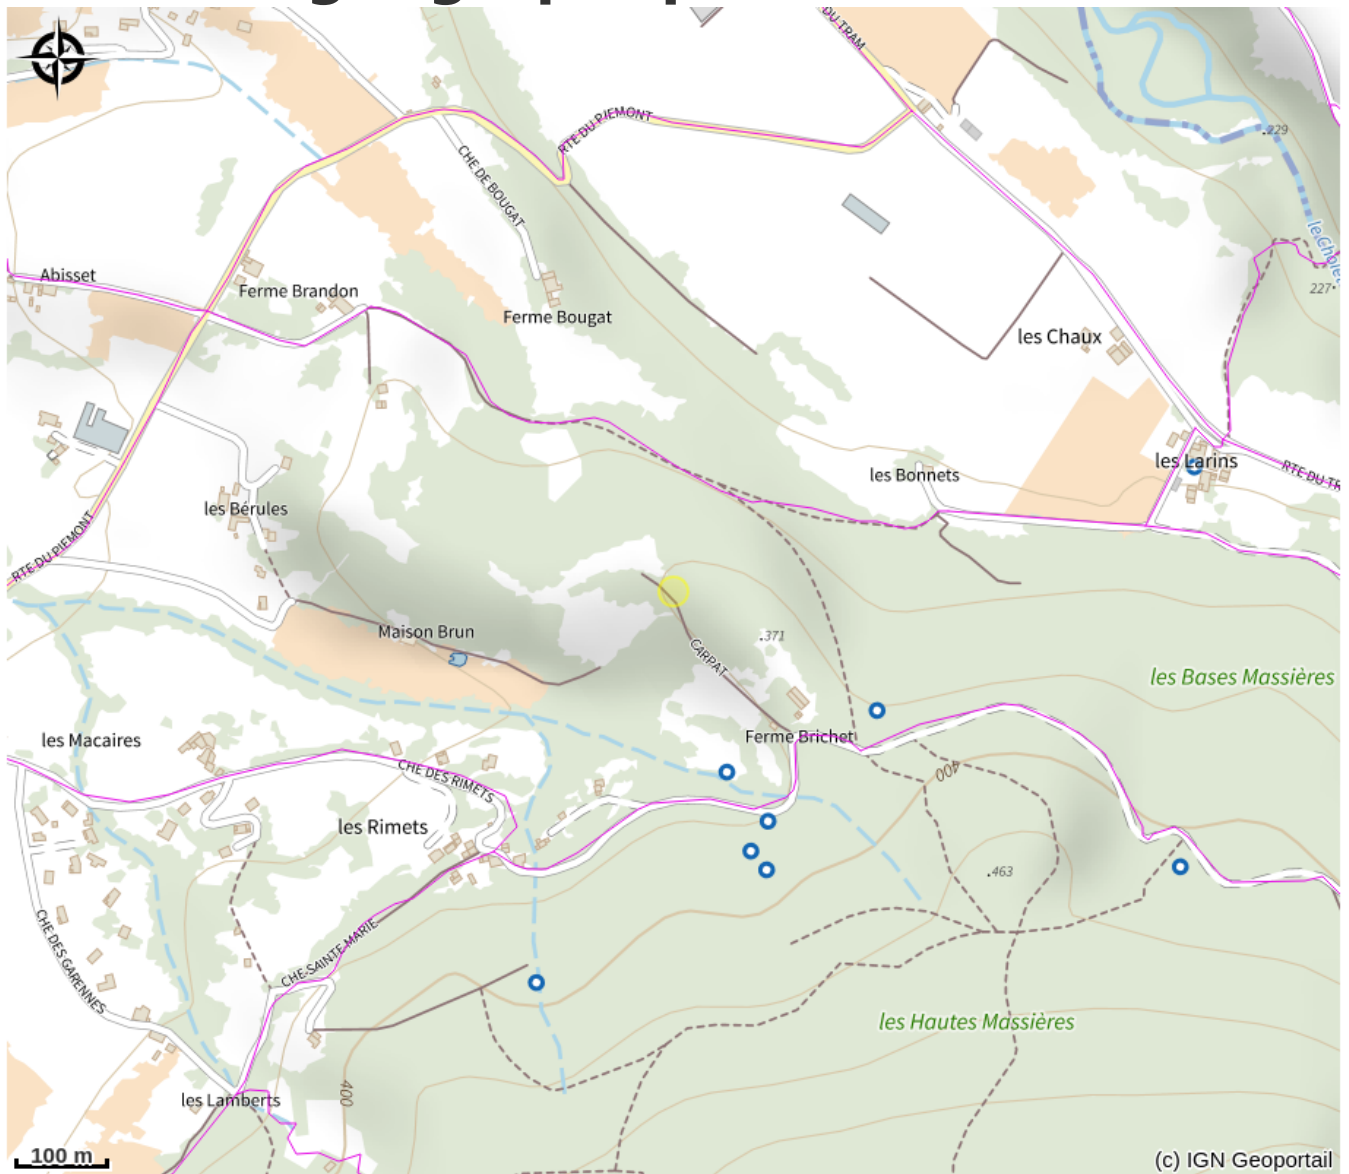 DU TRAM
RTE DU PIEMONT
229
CHE DE BOUGAT
le Cholet
Abisset
227
Ferme Brandon
Ferme Bougat
les Chaux
les Larins
les Bonnets
RTE DU TR
les Bérules
RTE DU PIEMONT
Maison Brun
.371
CARPAT
les Bases Massières
Ferme Brichet
les Macaires
400
CHE DES RIMETS
les Rimets
.463
CHE DES GARENNES
CHE SAINTE MARIE
les Hautes Massières
400
les Lamberts
100 m
(c) IGN Geoportail